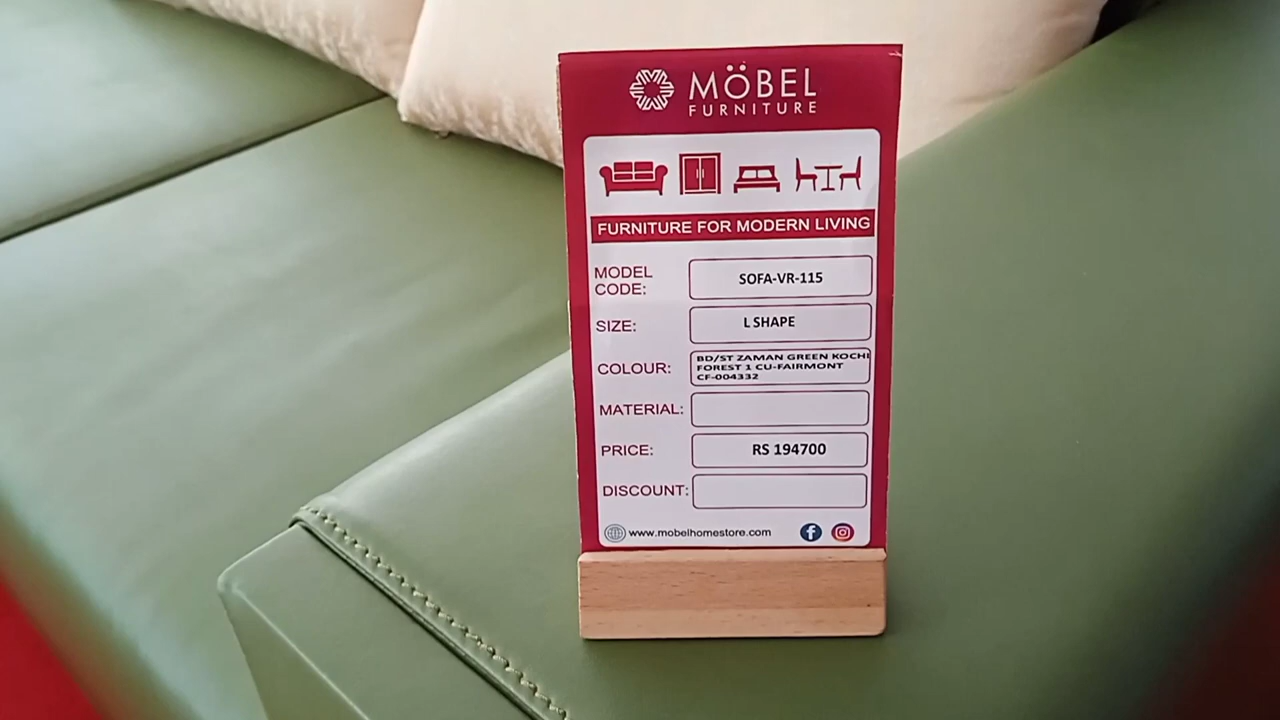 MÖBEL
FURNITURE
FURNITURE FOR MODERN LIVING
MODEL CODE: SOFA-VR-115
SIZE: L SHAPE
COLOUR: BD/ST ZAMAN GREEN KOCHI
FOREST 1 CU-FAIRMONT
CF-004332
MATERIAL:
PRICE: RS 194700
DISCOUNT:
www.mobelhomestore.com